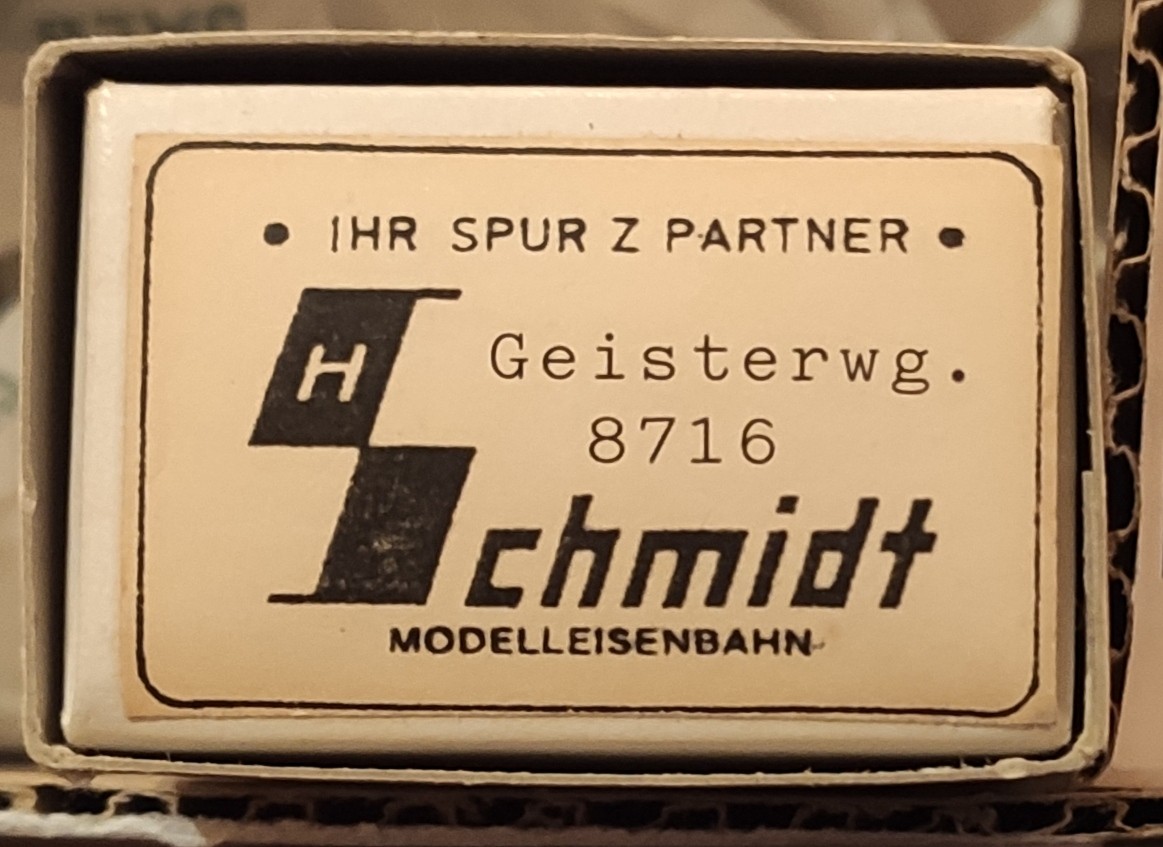 • IHR SPUR Z PARTNER •
Geisterwg.
8716
H
Schmidt
MODELLEISENBAHN